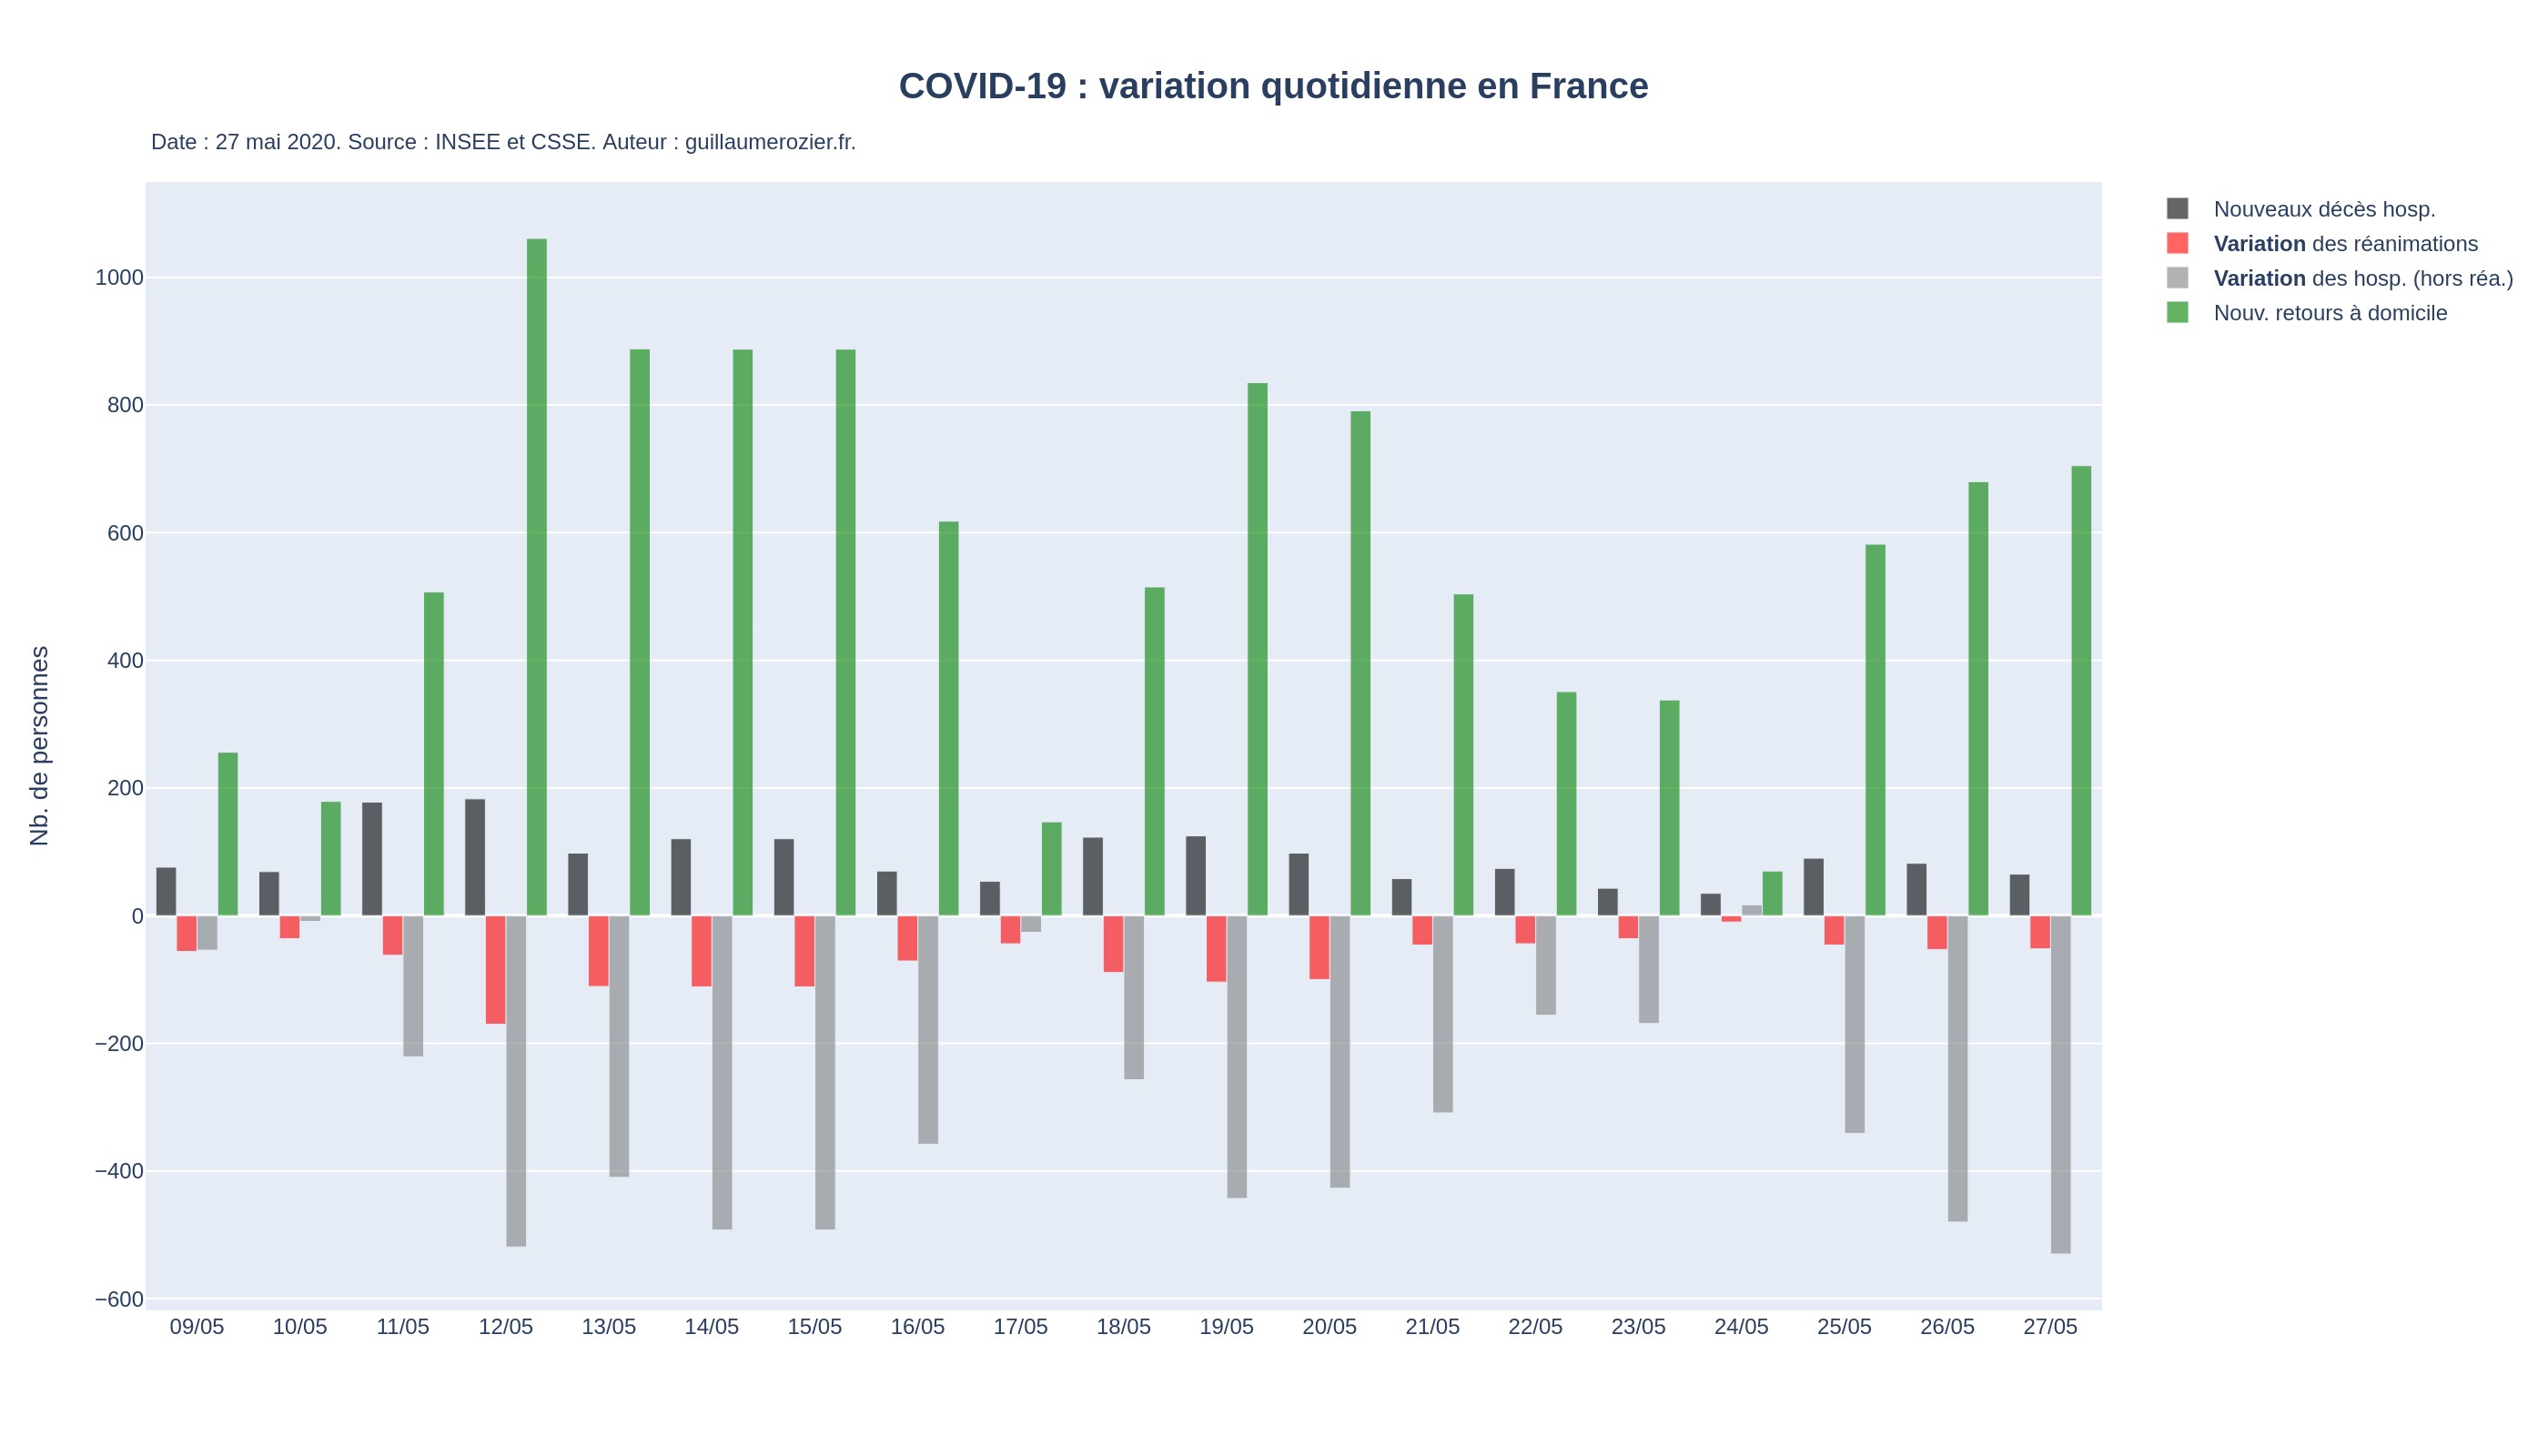 COVID-19 : variation quotidienne en France
Date : 27 mai 2020. Source : INSEE et CSSE. Auteur : guillaumerozier.fr.
Nouveaux décès hosp.
Variation des réanimations
Variation des hosp. (hors réa.)
Nouv. retours à domicile
Nb. de personnes
1000
800
600
400
200
0
−200
−400
−600
09/05 10/05 11/05 12/05 13/05 14/05 15/05 16/05 17/05 18/05 19/05 20/05 21/05 22/05 23/05 24/05 25/05 26/05 27/05